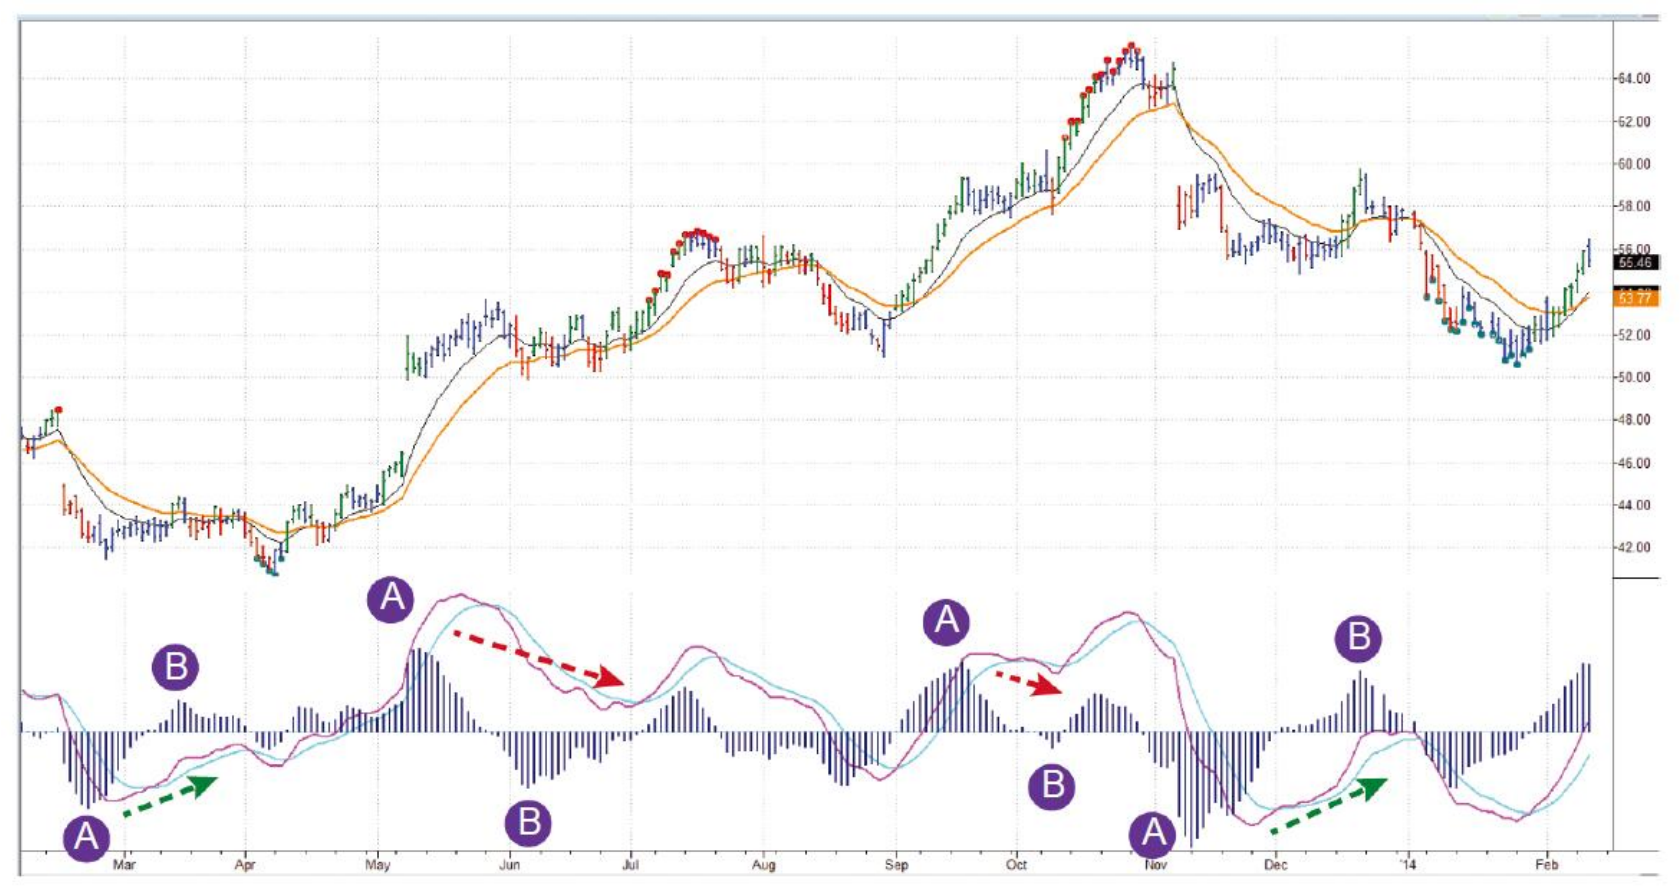 64.00
62.00
60.00
58.00
56.00
55.46
53.77
52.00
50.00
48.00
46.00
44.00
42.00
A
A
B
B
A
B
B
A
Mar
Apr
May
Jun
Jul
Aug
Sep
Oct
Nov
Dec
'14
Feb